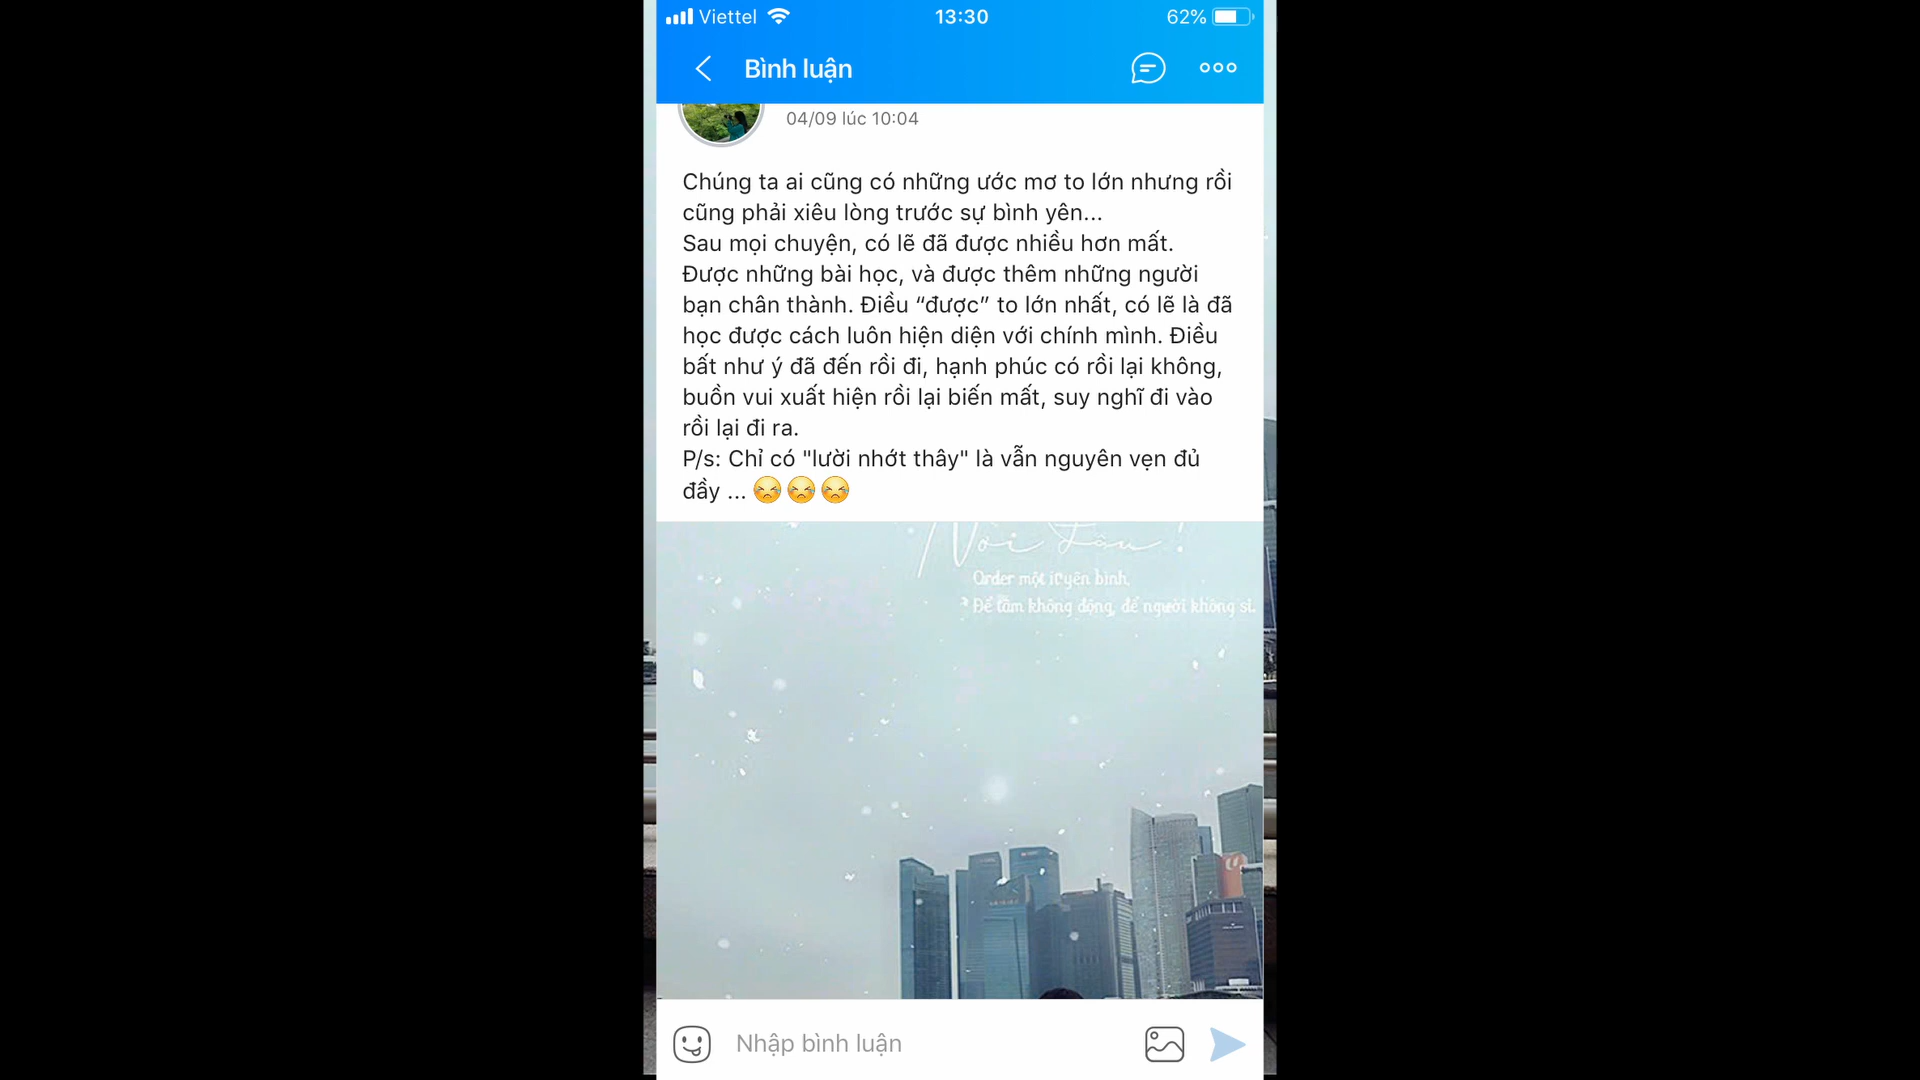 Viettel 13:30 62%
Bình luận
04/09 lúc 10:04
Chúng ta ai cũng có những ước mơ to lớn nhưng rồi
cũng phải xiêu lòng trước sự bình yên...
Sau mọi chuyện, có lẽ đã được nhiều hơn mất.
Được những bài học, và được thêm những người
bạn chân thành. Điều “được” to lớn nhất, có lẽ là đã
học được cách luôn hiện diện với chính mình. Điều
bất như ý đã đến rồi đi, hạnh phúc có rồi lại không,
buồn vui xuất hiện rồi lại biến mất, suy nghĩ đi vào
rồi lại đi ra.
P/s: Chỉ có "lười nhớt thây" là vẫn nguyên vẹn đủ
đầy ... 😣😣😣
Order một ít yên bình,
Để tâm không động, để người không si.
Nhập bình luận